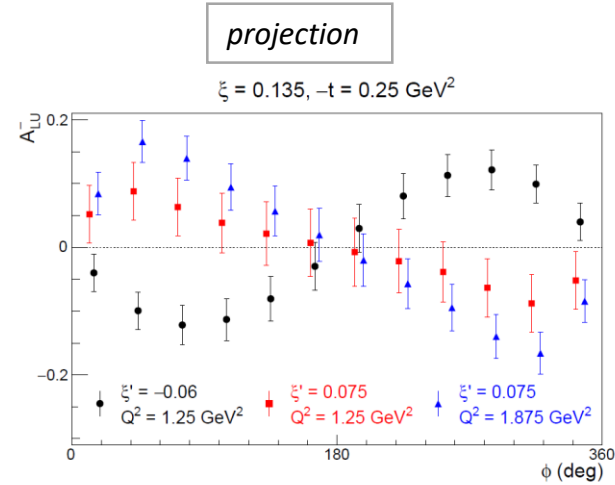 projection
ξ = 0.135, −t = 0.25 GeV²
A⁻LU
0.2
0
−0.2
ξ' = −0.06
Q² = 1.25 GeV²
ξ' = 0.075
Q² = 1.25 GeV²
ξ' = 0.075
Q² = 1.875 GeV²
0
180
360
ϕ (deg)